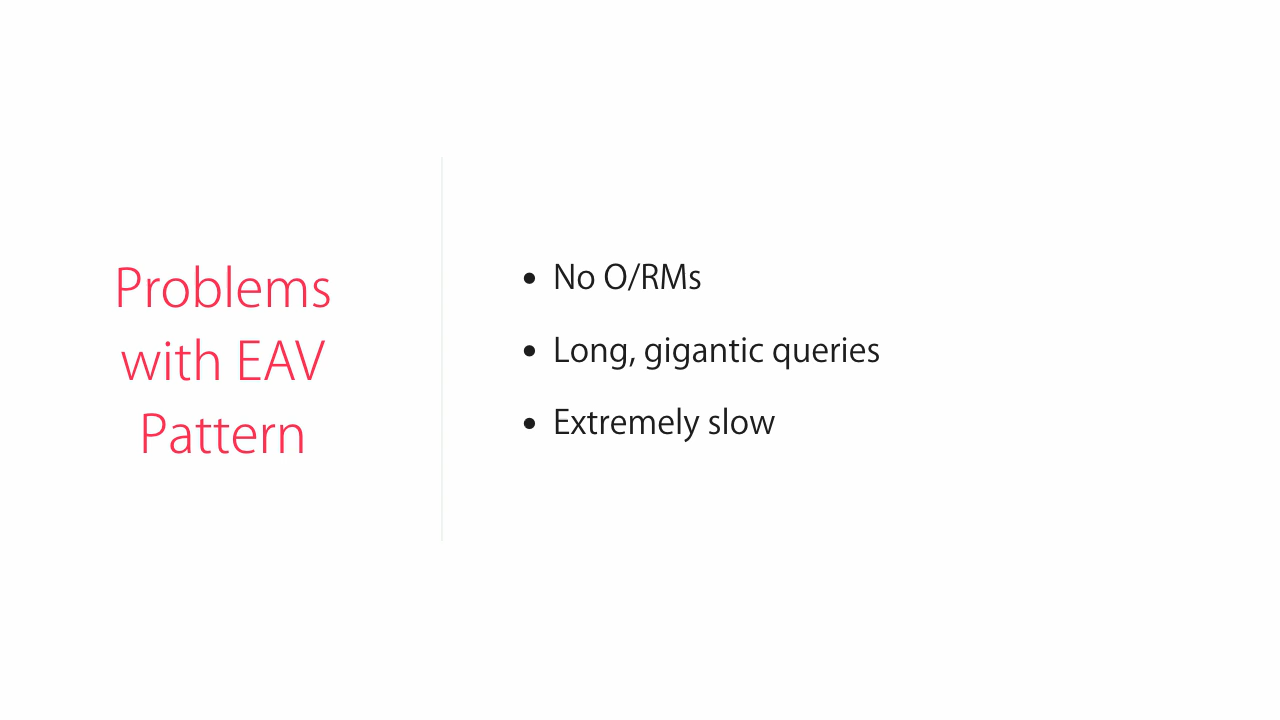 Problems
with EAV
Pattern
• No O/RMs
• Long, gigantic queries
• Extremely slow